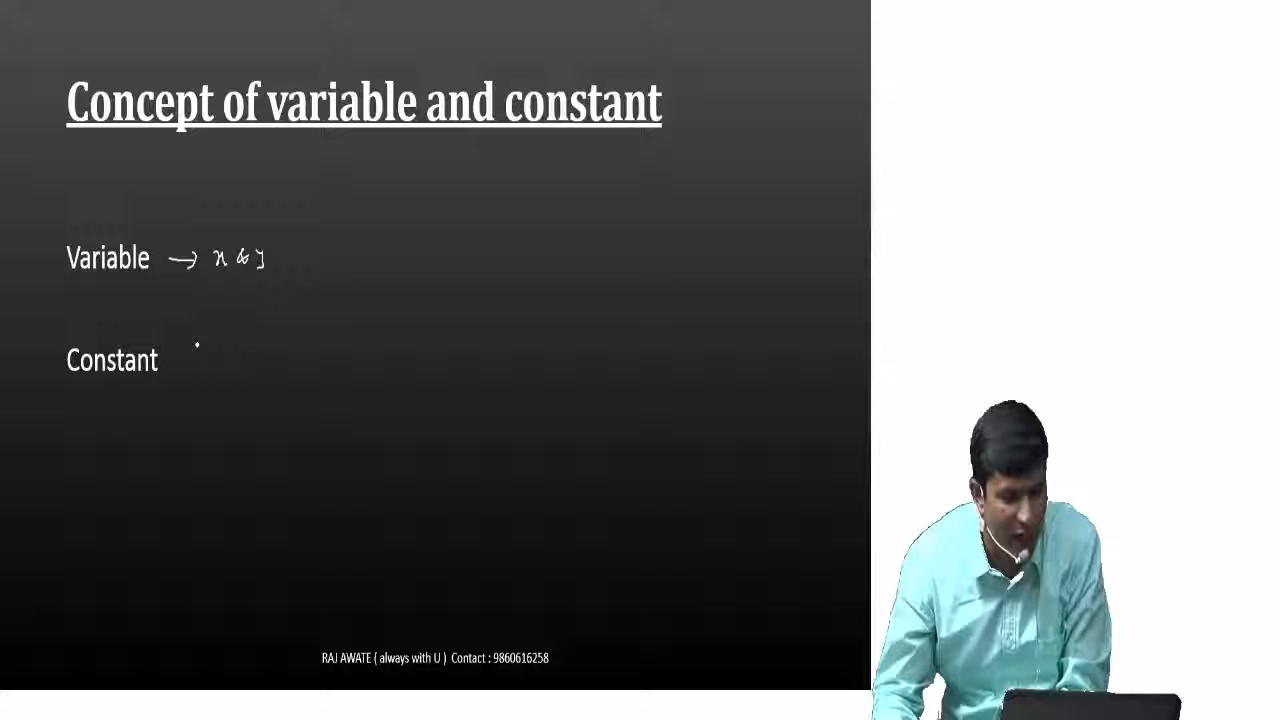 Concept of variable and constant
Variable → x & y
Constant
RAJ AWATE ( always with U ) Contact : 9860616258